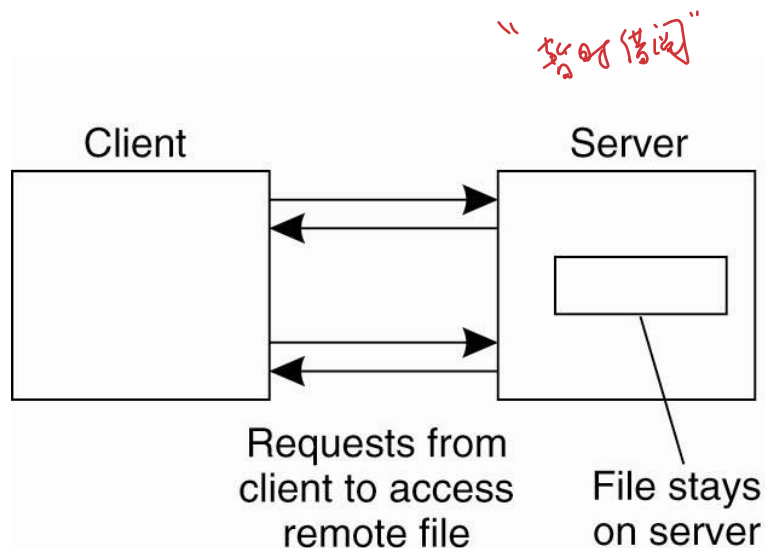 "暂时借阅"
Client
Server
Requests from
client to access
remote file
File stays
on server